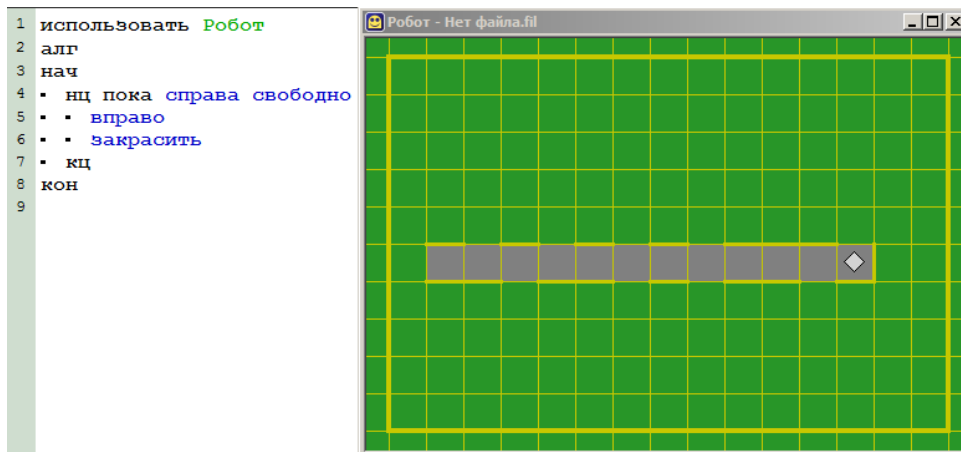 1 использовать Робот
2 алг
3 нач
4 ▪ нц пока справа свободно
5 ▪ ▪ вправо
6 ▪ ▪ закрасить
7 ▪ кц
8 кон
9
Робот - Нет файла.fil